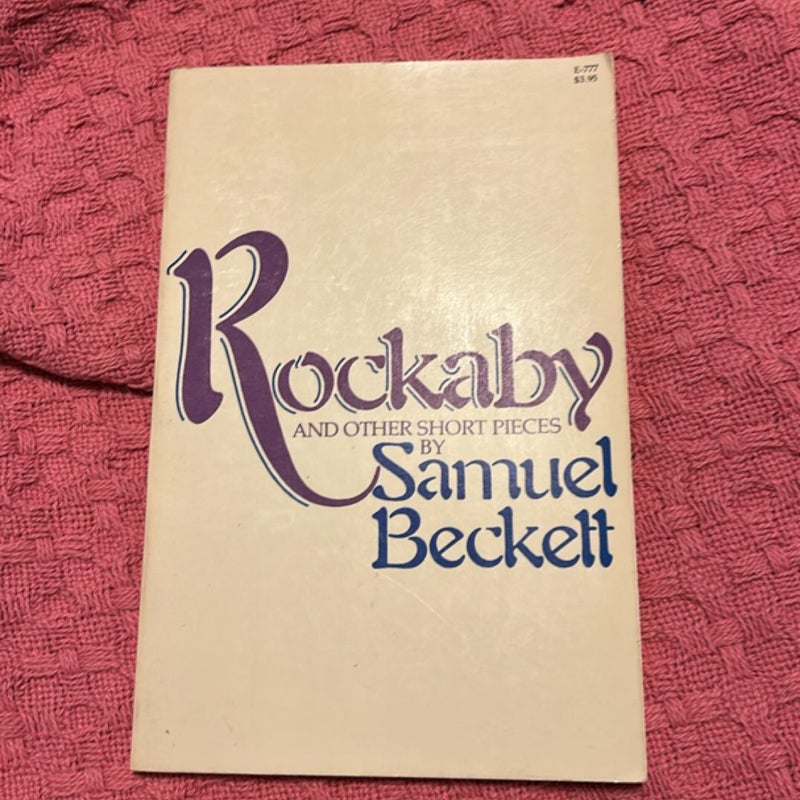 E-777
$3.95
Rockaby
AND OTHER SHORT PIECES
BY
Samuel
Beckett